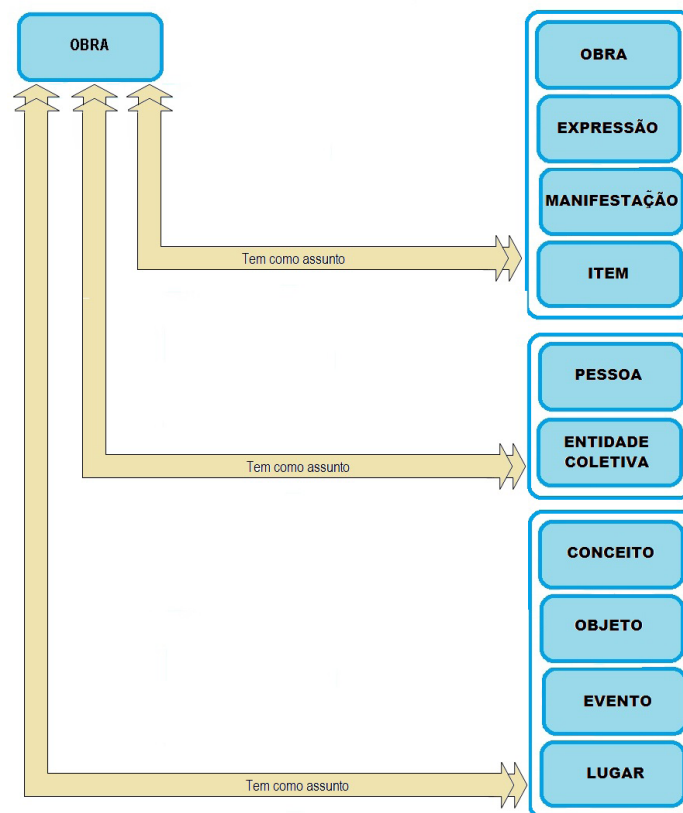 OBRA
OBRA
EXPRESSÃO
MANIFESTAÇÃO
ITEM
Tem como assunto
PESSOA
ENTIDADE
COLETIVA
Tem como assunto
CONCEITO
OBJETO
EVENTO
LUGAR
Tem como assunto